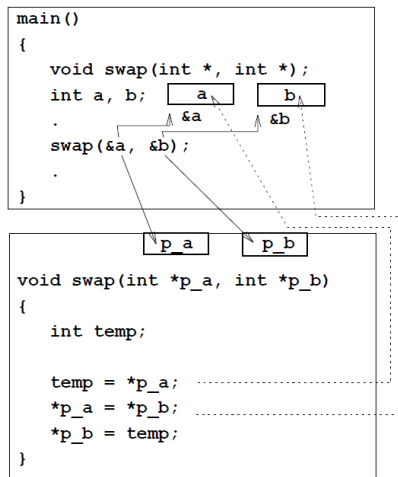 main()
{
void swap(int *, int *);
int a, b; a b
. &a &b
swap(&a, &b);
.
}
p_a p_b
void swap(int *p_a, int *p_b)
{
int temp;
temp = *p_a;
*p_a = *p_b;
*p_b = temp;
}